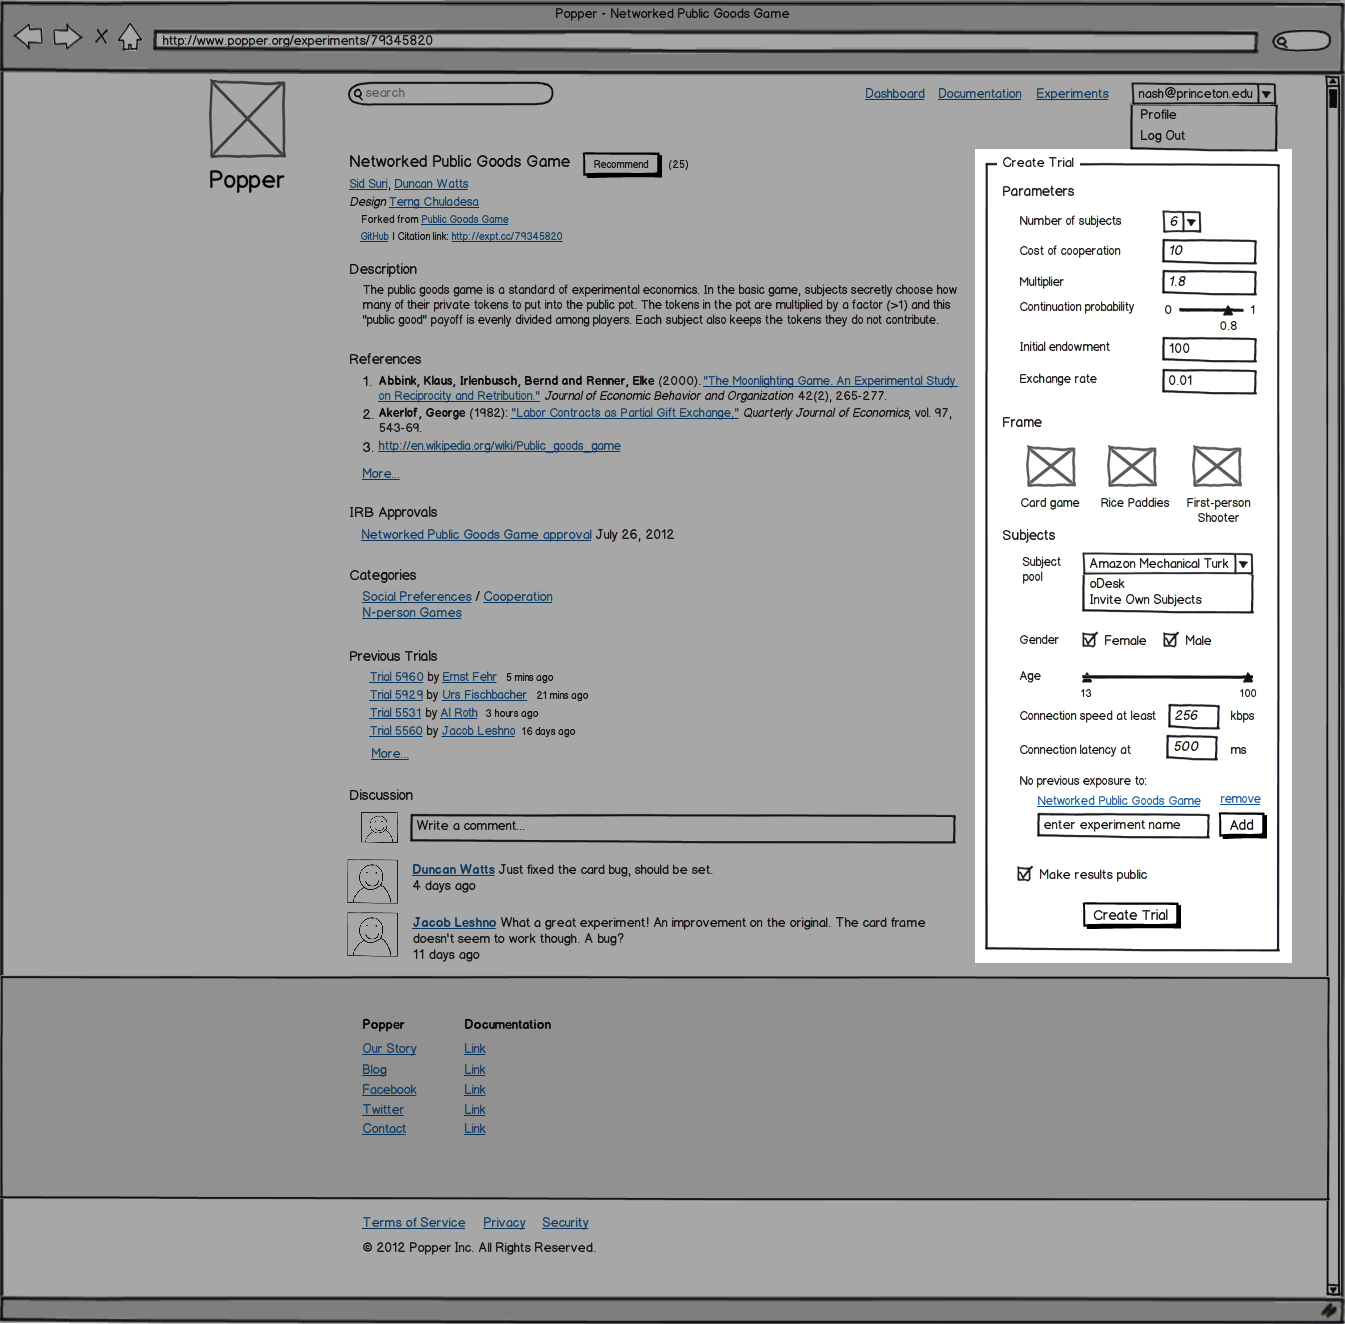 Popper - Networked Public Goods Game
http://www.popper.org/experiments/79345820
search
Dashboard Documentation Experiments
nash@princeton.edu
Profile
Log Out
Popper
Networked Public Goods Game Recommend (25)
Sid Suri, Duncan Watts
Design Terng Chuladesa
Forked from Public Goods Game
GitHub | Citation link: http://expt.cc/79345820
Description
The public goods game is a standard of experimental economics. In the basic game, subjects secretly choose how
many of their private tokens to put into the public pot. The tokens in the pot are multiplied by a factor (>1) and this
"public good" payoff is evenly divided among players. Each subject also keeps the tokens they do not contribute.
References
1. Abbink, Klaus, Irlenbusch, Bernd and Renner, Elke (2000). "The Moonlighting Game. An Experimental Study
on Reciprocity and Retribution." Journal of Economic Behavior and Organization 42(2), 265-277.
2. Akerlof, George (1982): "Labor Contracts as Partial Gift Exchange," Quarterly Journal of Economics, vol. 97,
543-69.
3. http://en.wikipedia.org/wiki/Public_goods_game
More...
IRB Approvals
Networked Public Goods Game approval July 26, 2012
Categories
Social Preferences / Cooperation
N-person Games
Previous Trials
Trial 5960 by Ernst Fehr 5 mins ago
Trial 5929 by Urs Fischbacher 21 mins ago
Trial 5531 by Al Roth 3 hours ago
Trial 5560 by Jacob Leshno 16 days ago
More...
Discussion
Write a comment...
Duncan Watts Just fixed the card bug, should be set.
4 days ago
Jacob Leshno What a great experiment! An improvement on the original. The card frame
doesn't seem to work though. A bug?
11 days ago
Create Trial
Parameters
Number of subjects 6
Cost of cooperation 10
Multiplier 1.8
Continuation probability 0 1
0.8
Initial endowment 100
Exchange rate 0.01
Frame
Card game Rice Paddies First-person
Shooter
Subjects
Subject Amazon Mechanical Turk
pool oDesk
Invite Own Subjects
Gender Female Male
Age
13 100
Connection speed at least 256 kbps
Connection latency at 500 ms
No previous exposure to:
Networked Public Goods Game remove
enter experiment name Add
Make results public
Create Trial
Popper Documentation
Our Story Link
Blog Link
Facebook Link
Twitter Link
Contact Link
Terms of Service Privacy Security
© 2012 Popper Inc. All Rights Reserved.